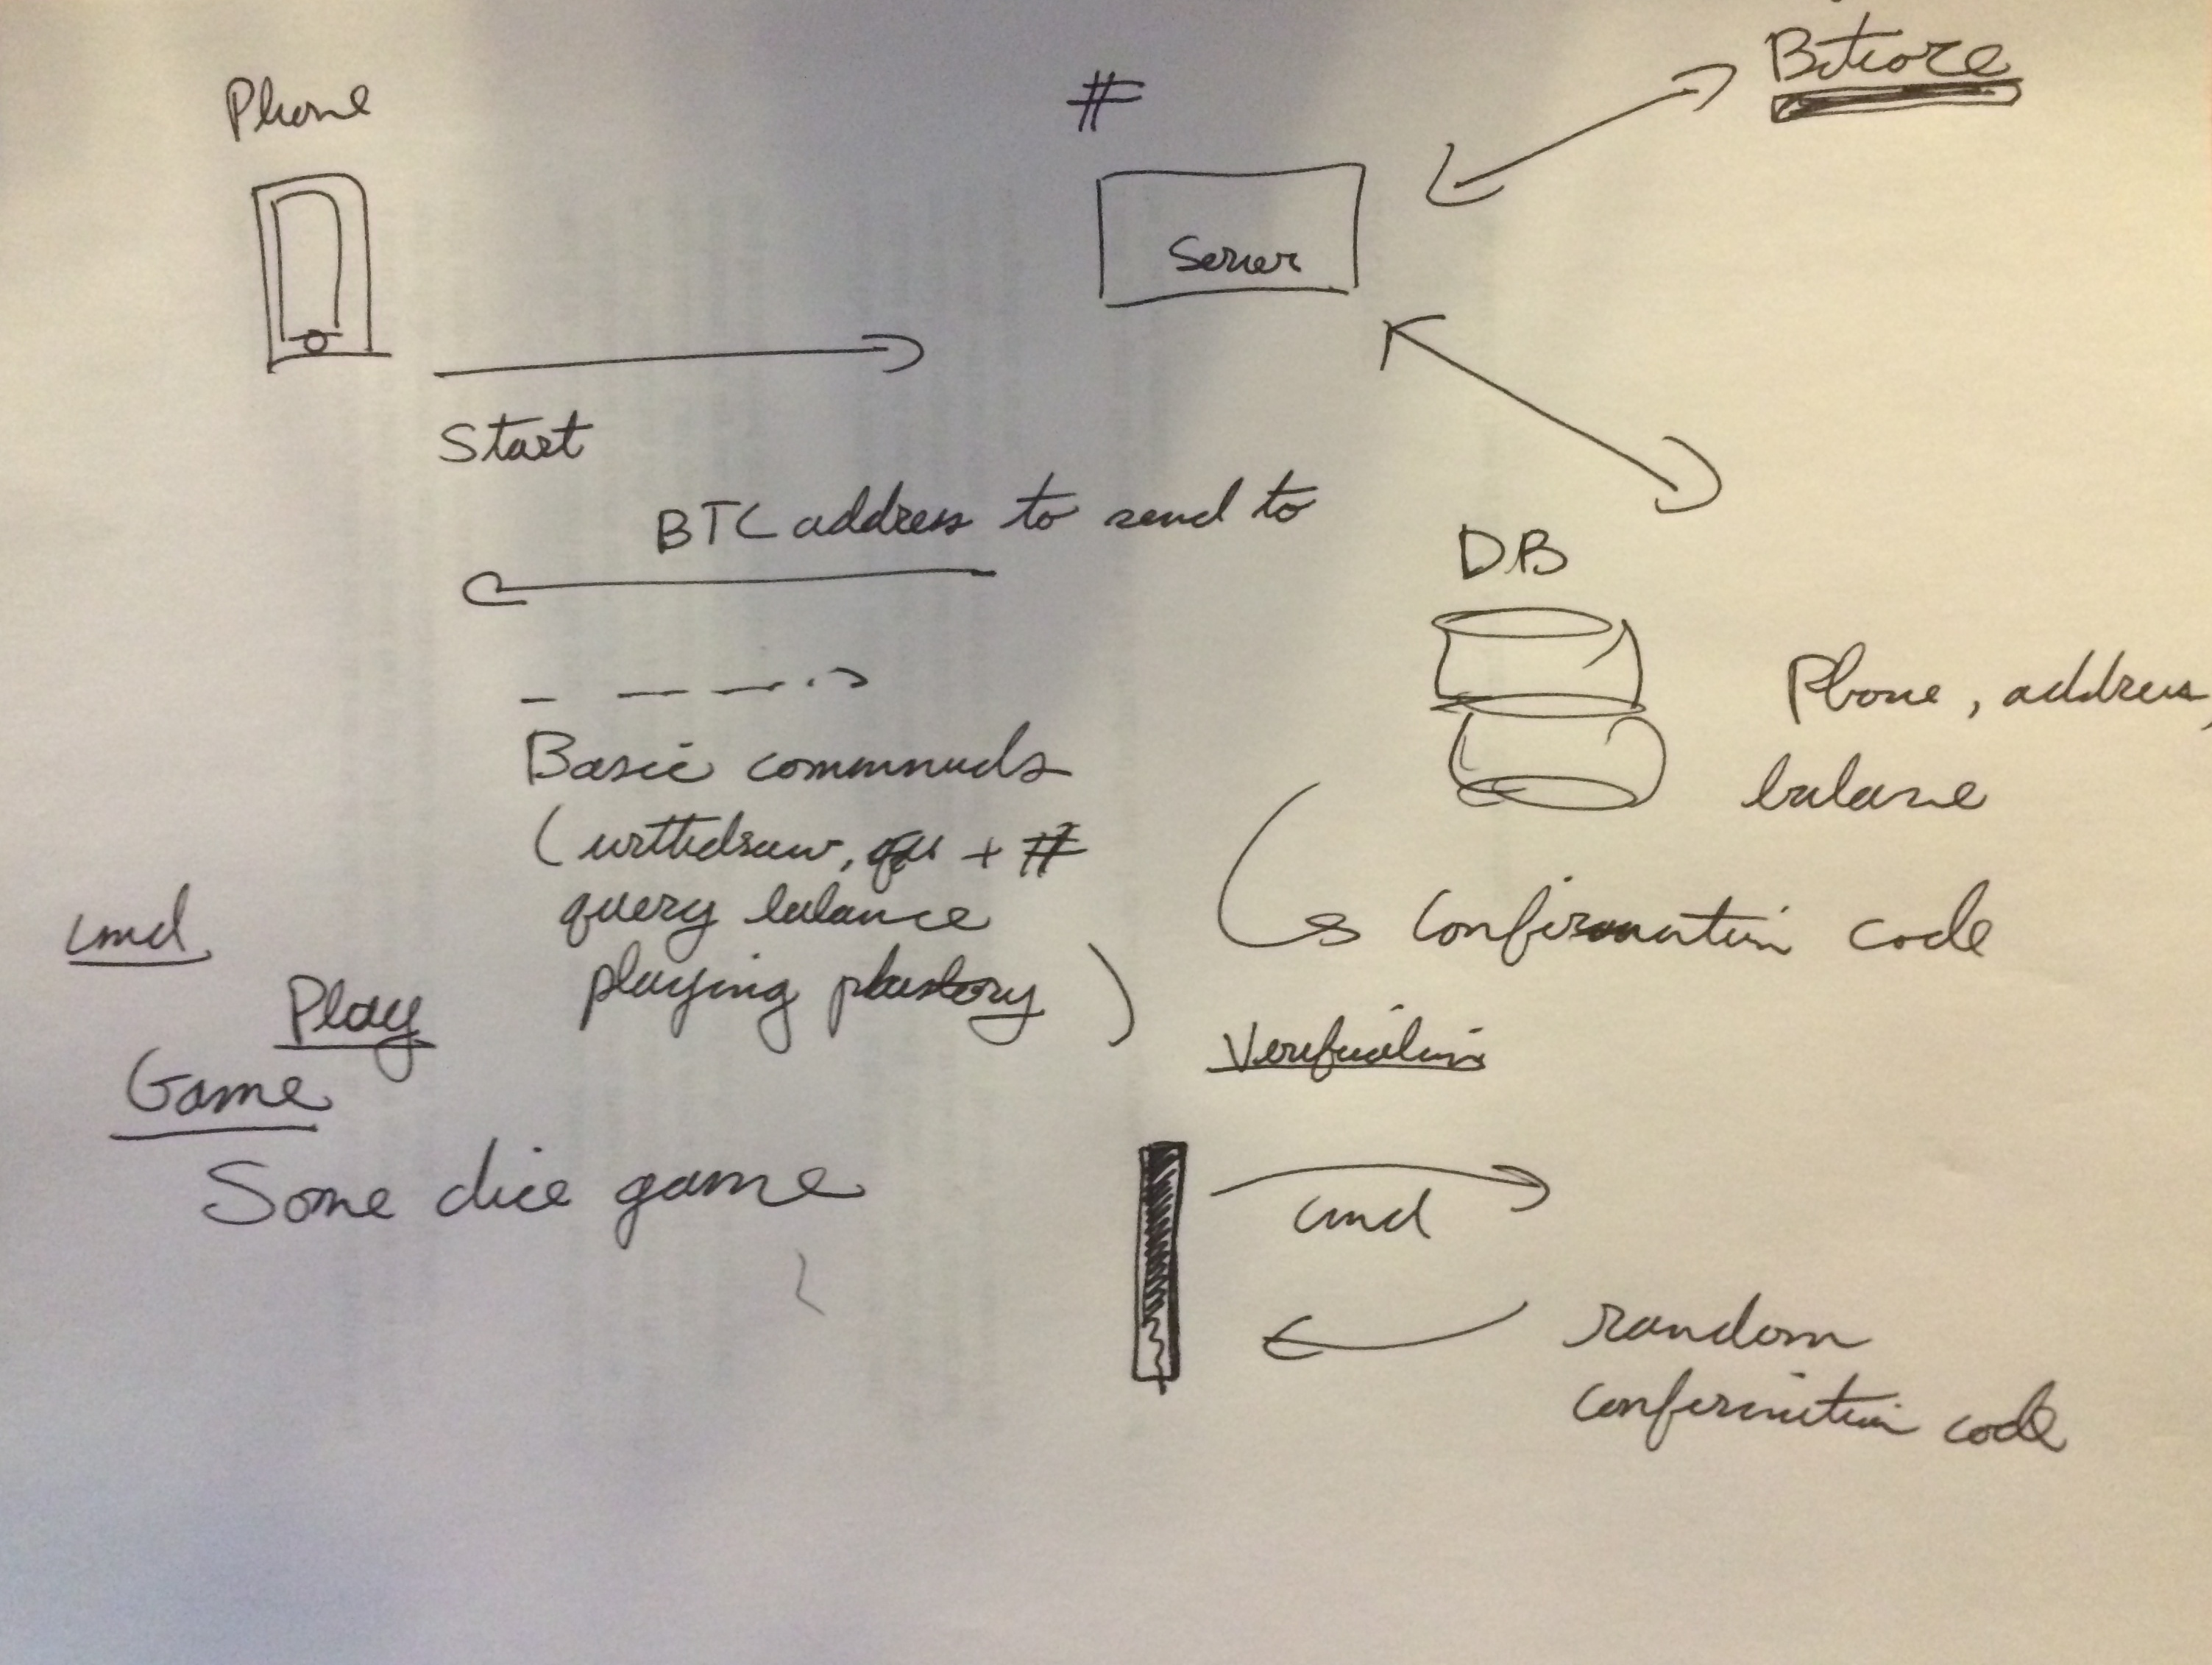 Phone
#
Bitcore
Server
Start
BTC address to send to
DB
Phone, address,
balance
Basic commands
(withdraw, + #
query balance
playing history)
confirmation code
cmd
Play
Game
Some dice game
Verification
cmd
random
confirmation code